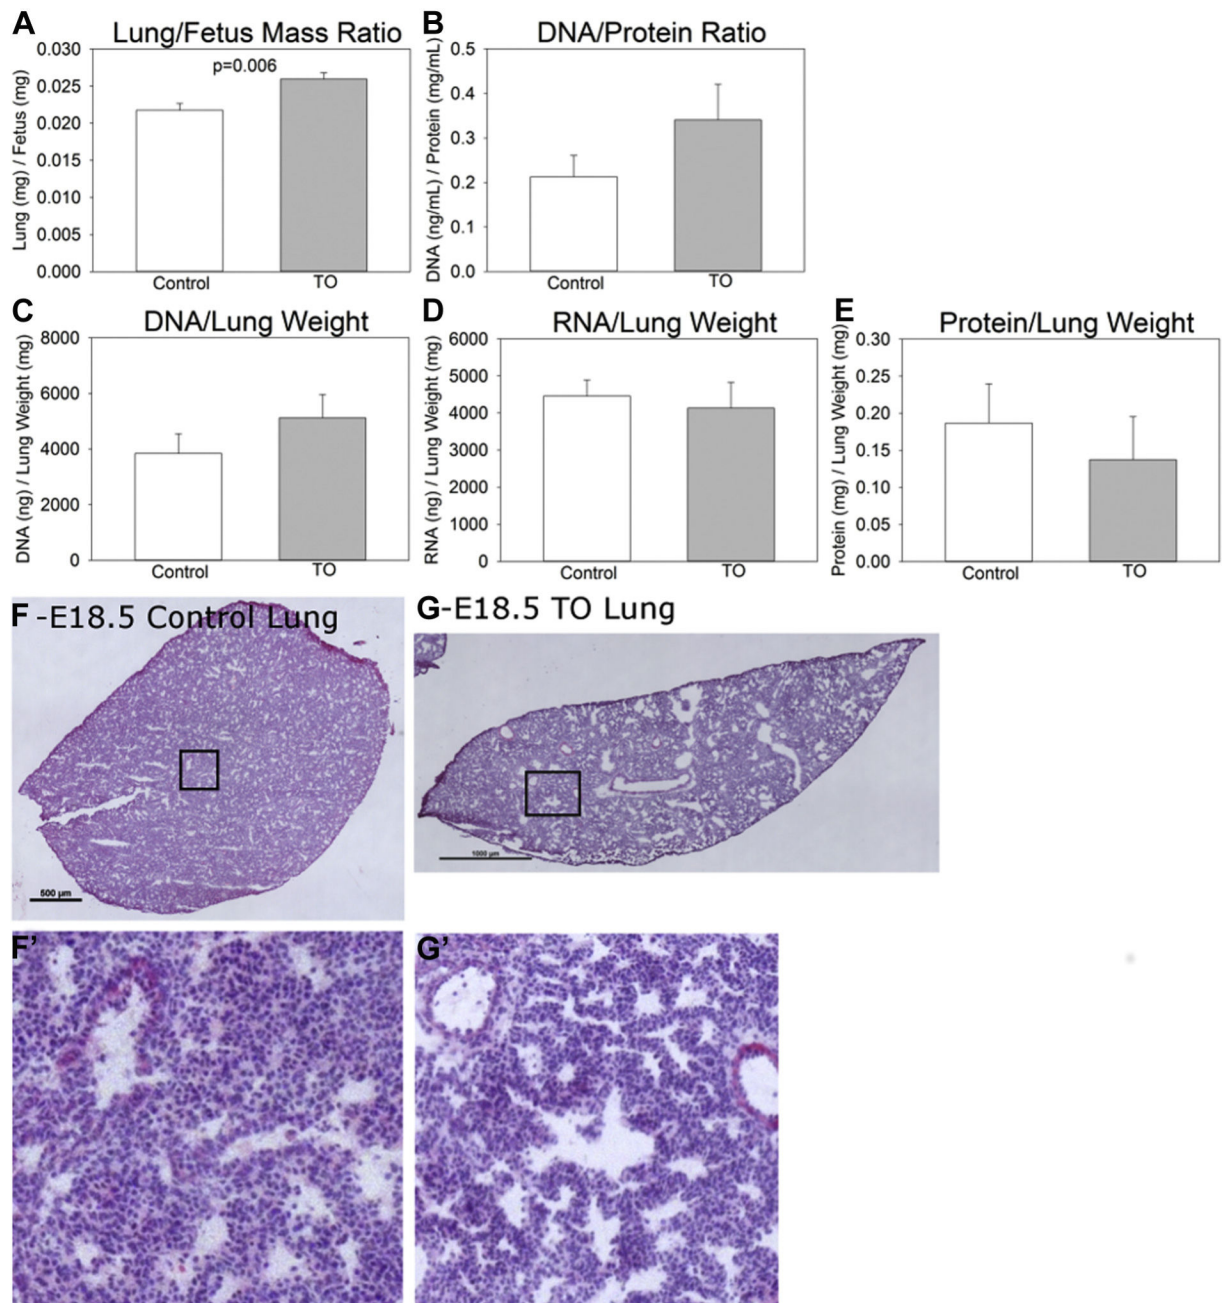 A
Lung/Fetus Mass Ratio
Lung (mg) / Fetus (mg)
0.030
0.025
0.020
0.015
0.010
0.005
0.000
p=0.006
Control
TO
B
DNA/Protein Ratio
DNA (ng/mL) / Protein (mg/mL)
0.5
0.4
0.3
0.2
0.1
0.0
Control
TO
C
DNA/Lung Weight
DNA (ng) / Lung Weight (mg)
8000
6000
4000
2000
0
Control
TO
D
RNA/Lung Weight
RNA (ng) / Lung Weight (mg)
6000
5000
4000
3000
2000
1000
0
Control
TO
E
Protein/Lung Weight
Protein (mg) / Lung Weight (mg)
0.30
0.25
0.20
0.15
0.10
0.05
0.00
Control
TO
F -E18.5 Control Lung
500 µm
G-E18.5 TO Lung
1000 µm
F'
G'